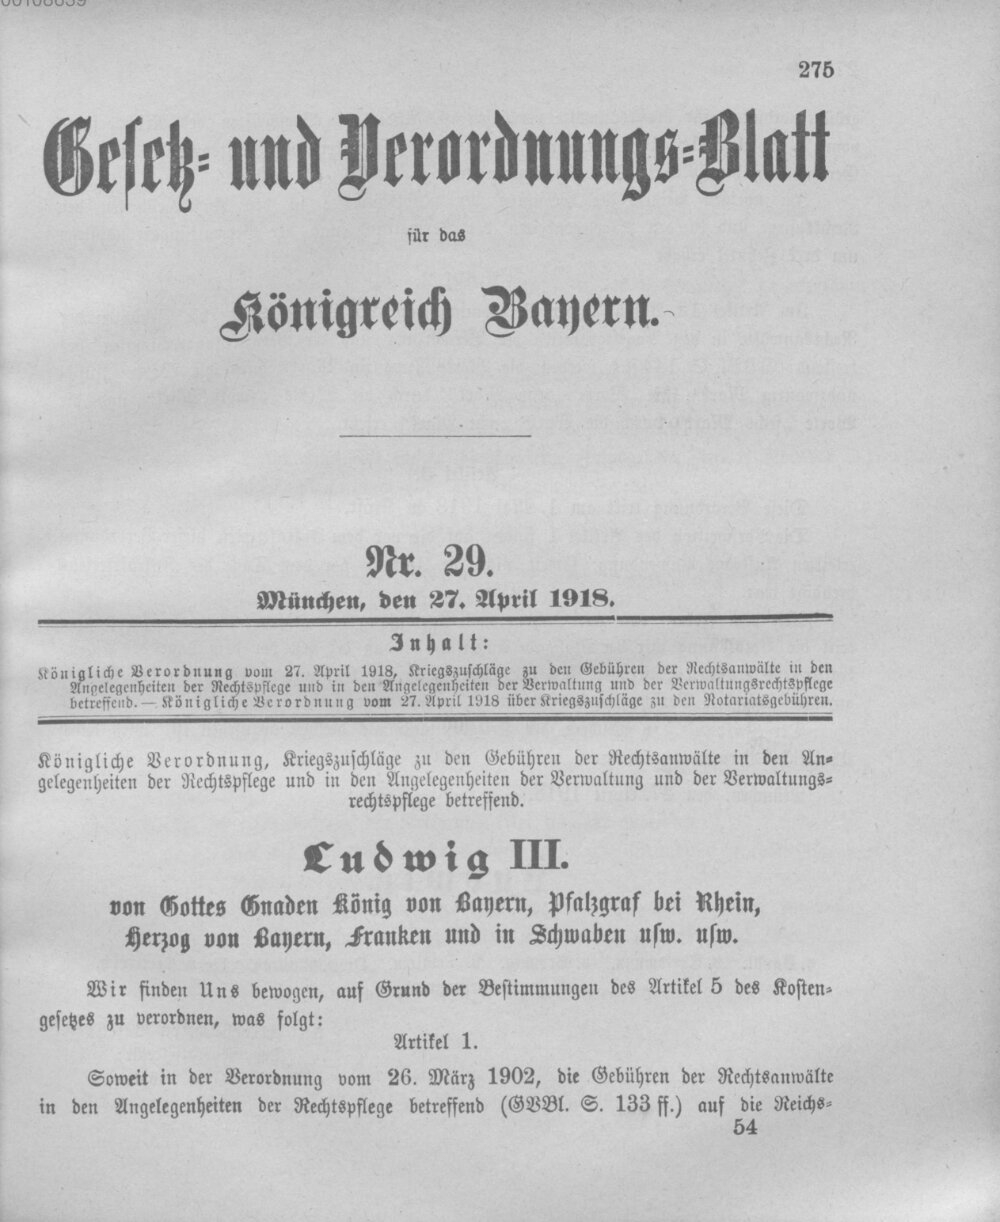 00108659
275
Gesetz- und Verordnungs-Blatt
für das
Königreich Bayern.
Nr. 29.
München, den 27. April 1918.
Inhalt:
Königliche Verordnung vom 27. April 1918, Kriegszuschläge zu den Gebühren der Rechtsanwälte in den
Angelegenheiten der Rechtspflege und in den Angelegenheiten der Verwaltung und der Verwaltungsrechtspflege
betreffend. — Königliche Verordnung vom 27. April 1918 über Kriegszuschläge zu den Notariatsgebühren.
Königliche Verordnung, Kriegszuschläge zu den Gebühren der Rechtsanwälte in den An-
gelegenheiten der Rechtspflege und in den Angelegenheiten der Verwaltung und der Verwaltungs-
rechtspflege betreffend.
Ludwig III.
von Gottes Gnaden König von Bayern, Pfalzgraf bei Rhein,
Herzog von Bayern, Franken und in Schwaben usw. usw.
Wir finden Uns bewogen, auf Grund der Bestimmungen des Artikel 5 des Kosten-
gesetzes zu verordnen, was folgt:
Artikel 1.
Soweit in der Verordnung vom 26. März 1902, die Gebühren der Rechtsanwälte
in den Angelegenheiten der Rechtspflege betreffend (GVBl. S. 133 ff.) auf die Reichs-
54